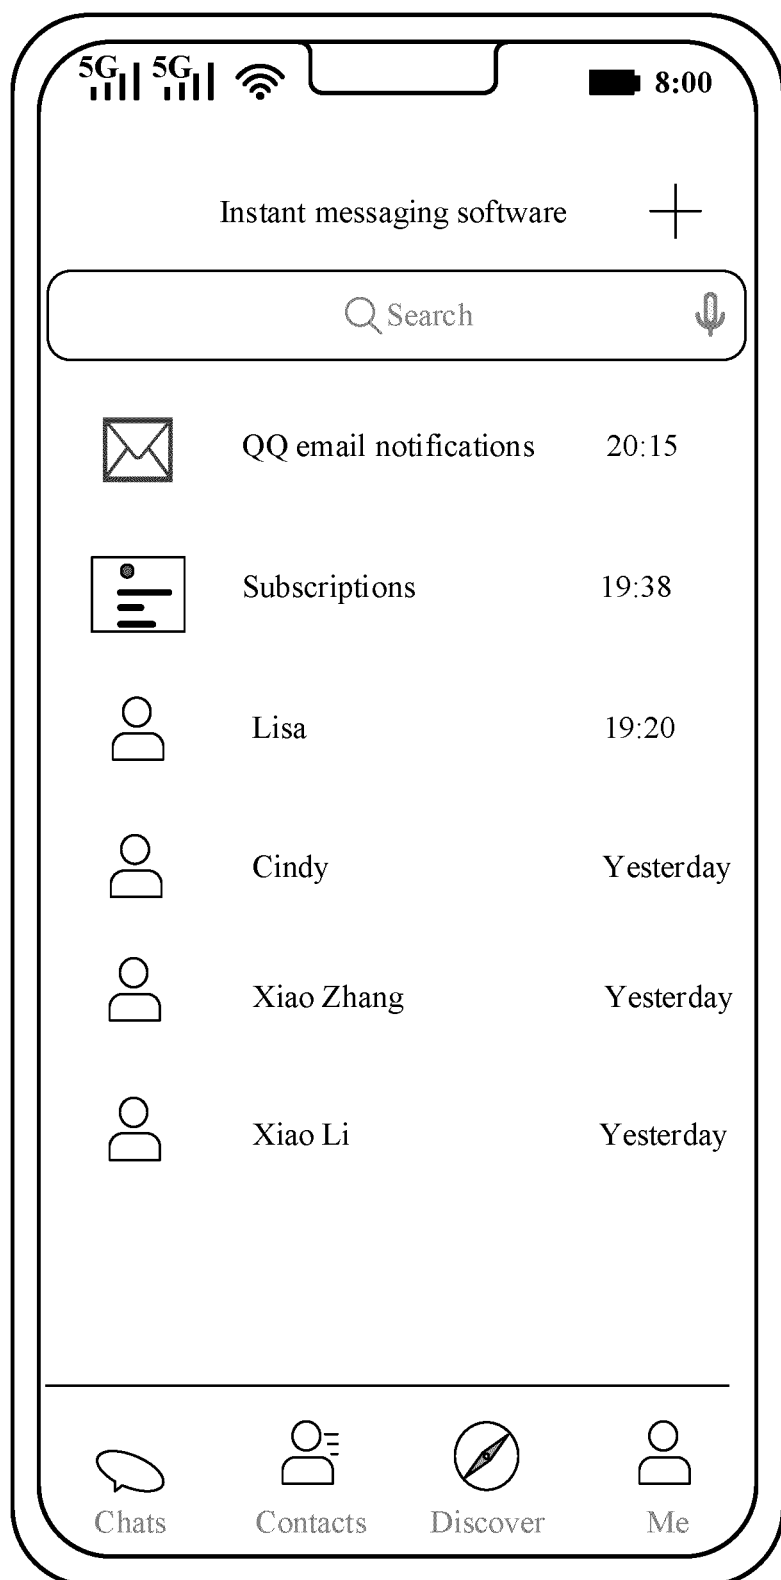 5G 5G 8:00
Instant messaging software
Search
QQ email notifications 20:15
Subscriptions 19:38
Lisa 19:20
Cindy Yesterday
Xiao Zhang Yesterday
Xiao Li Yesterday
Chats Contacts Discover Me